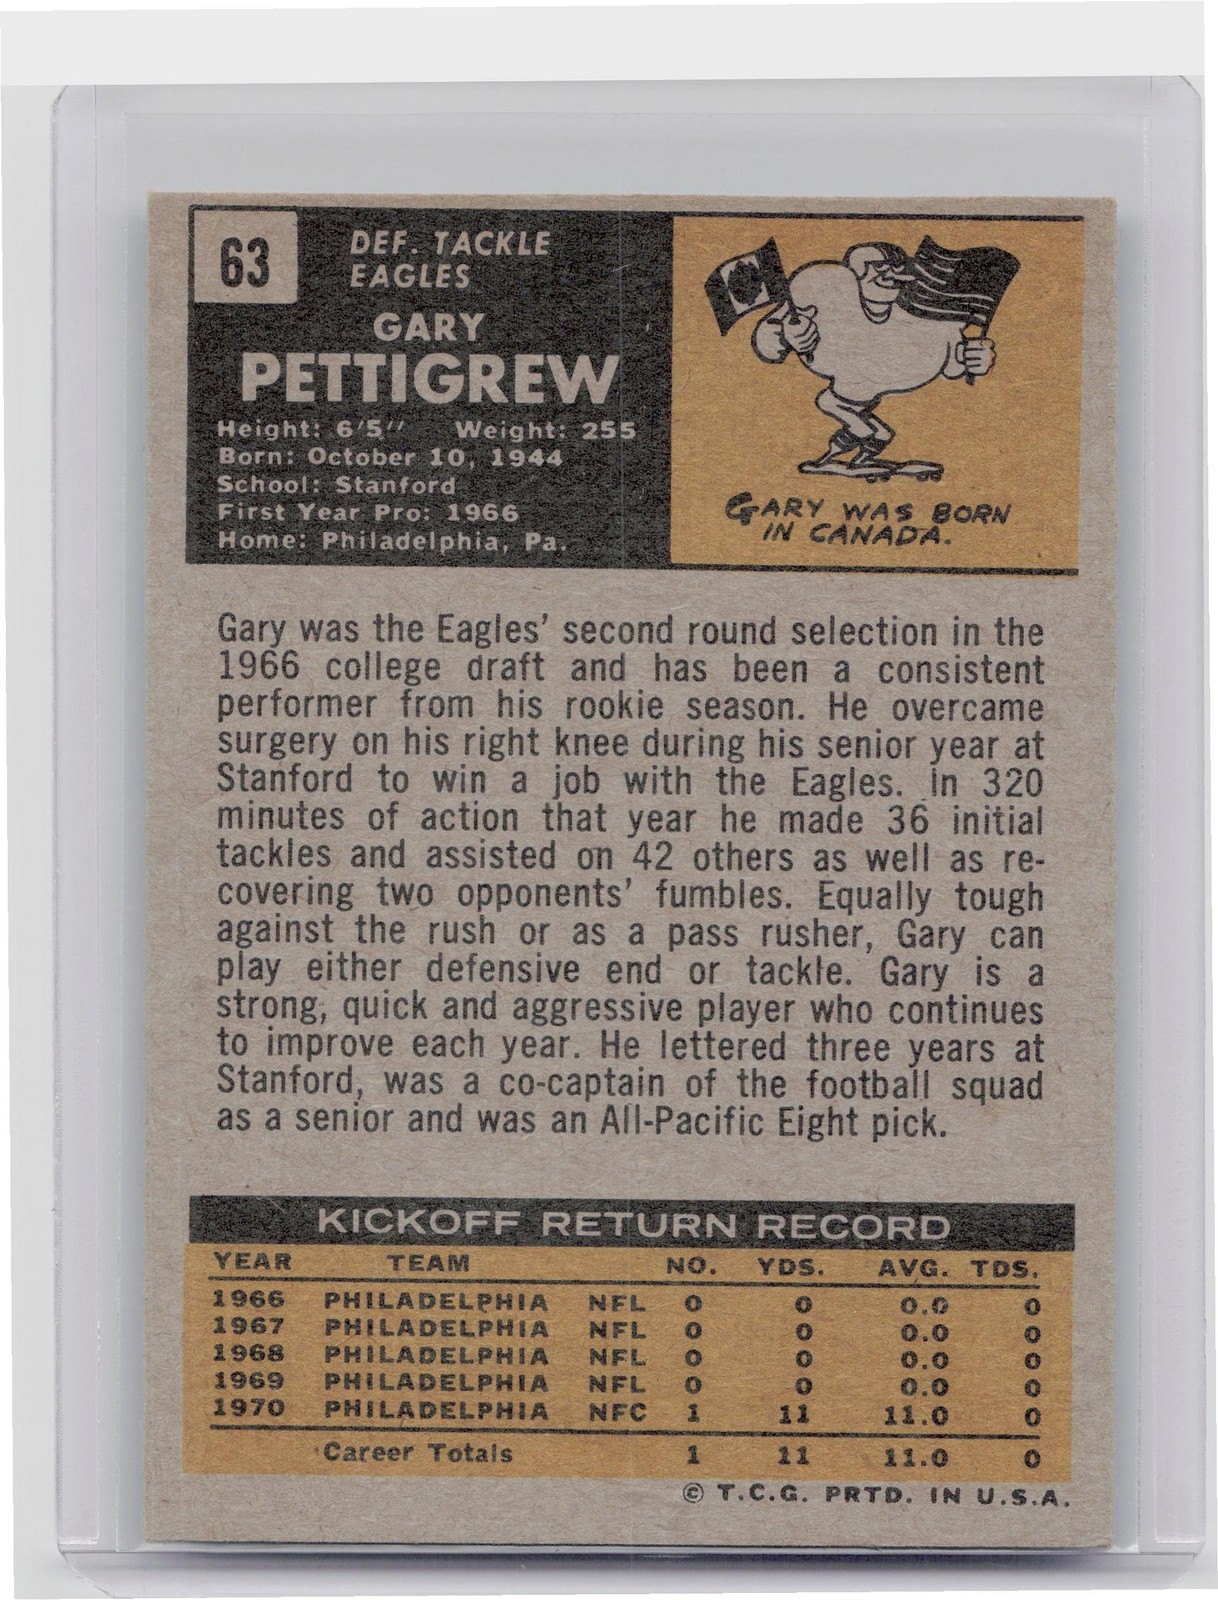 63
DEF. TACKLE
EAGLES
GARY
PETTIGREW
Height: 6'5" Weight: 255
Born: October 10, 1944
School: Stanford
First Year Pro: 1966
Home: Philadelphia, Pa.
GARY WAS BORN
IN CANADA.
Gary was the Eagles' second round selection in the
1966 college draft and has been a consistent
performer from his rookie season. He overcame
surgery on his right knee during his senior year at
Stanford to win a job with the Eagles. In 320
minutes of action that year he made 36 initial
tackles and assisted on 42 others as well as re-
covering two opponents' fumbles. Equally tough
against the rush or as a pass rusher, Gary can
play either defensive end or tackle. Gary is a
strong, quick and aggressive player who continues
to improve each year. He lettered three years at
Stanford, was a co-captain of the football squad
as a senior and was an All-Pacific Eight pick.
KICKOFF RETURN RECORD
YEAR TEAM NO. YDS. AVG. TDS.
1966 PHILADELPHIA NFL 0 0 0.0 0
1967 PHILADELPHIA NFL 0 0 0.0 0
1968 PHILADELPHIA NFL 0 0 0.0 0
1969 PHILADELPHIA NFL 0 0 0.0 0
1970 PHILADELPHIA NFC 1 11 11.0 0
Career Totals 1 11 11.0 0
© T.C.G. PRTD. IN U.S.A.